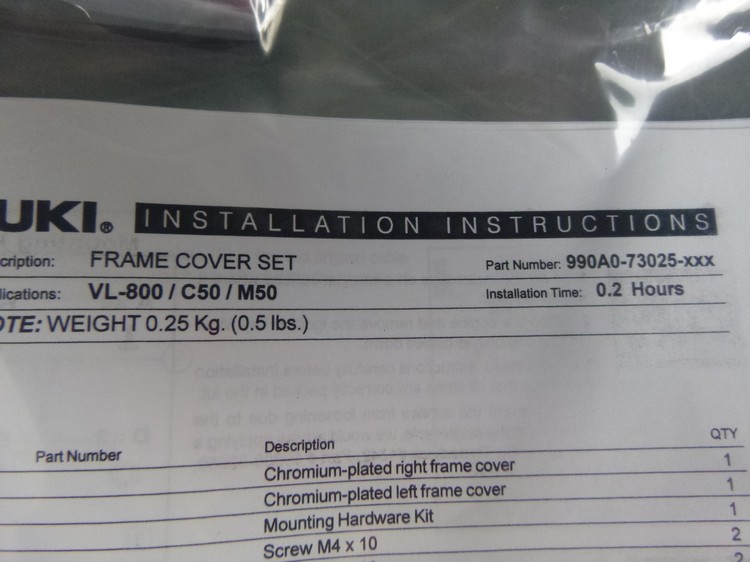 UKI® INSTALLATION INSTRUCTIONS
cription: FRAME COVER SET Part Number: 990A0-73025-xxx
lications: VL-800 / C50 / M50 Installation Time: 0.2 Hours
OTE: WEIGHT 0.25 Kg. (0.5 lbs.)
Part Number Description QTY
Chromium-plated right frame cover 1
Chromium-plated left frame cover 1
Mounting Hardware Kit 1
Screw M4 x 10 2
2